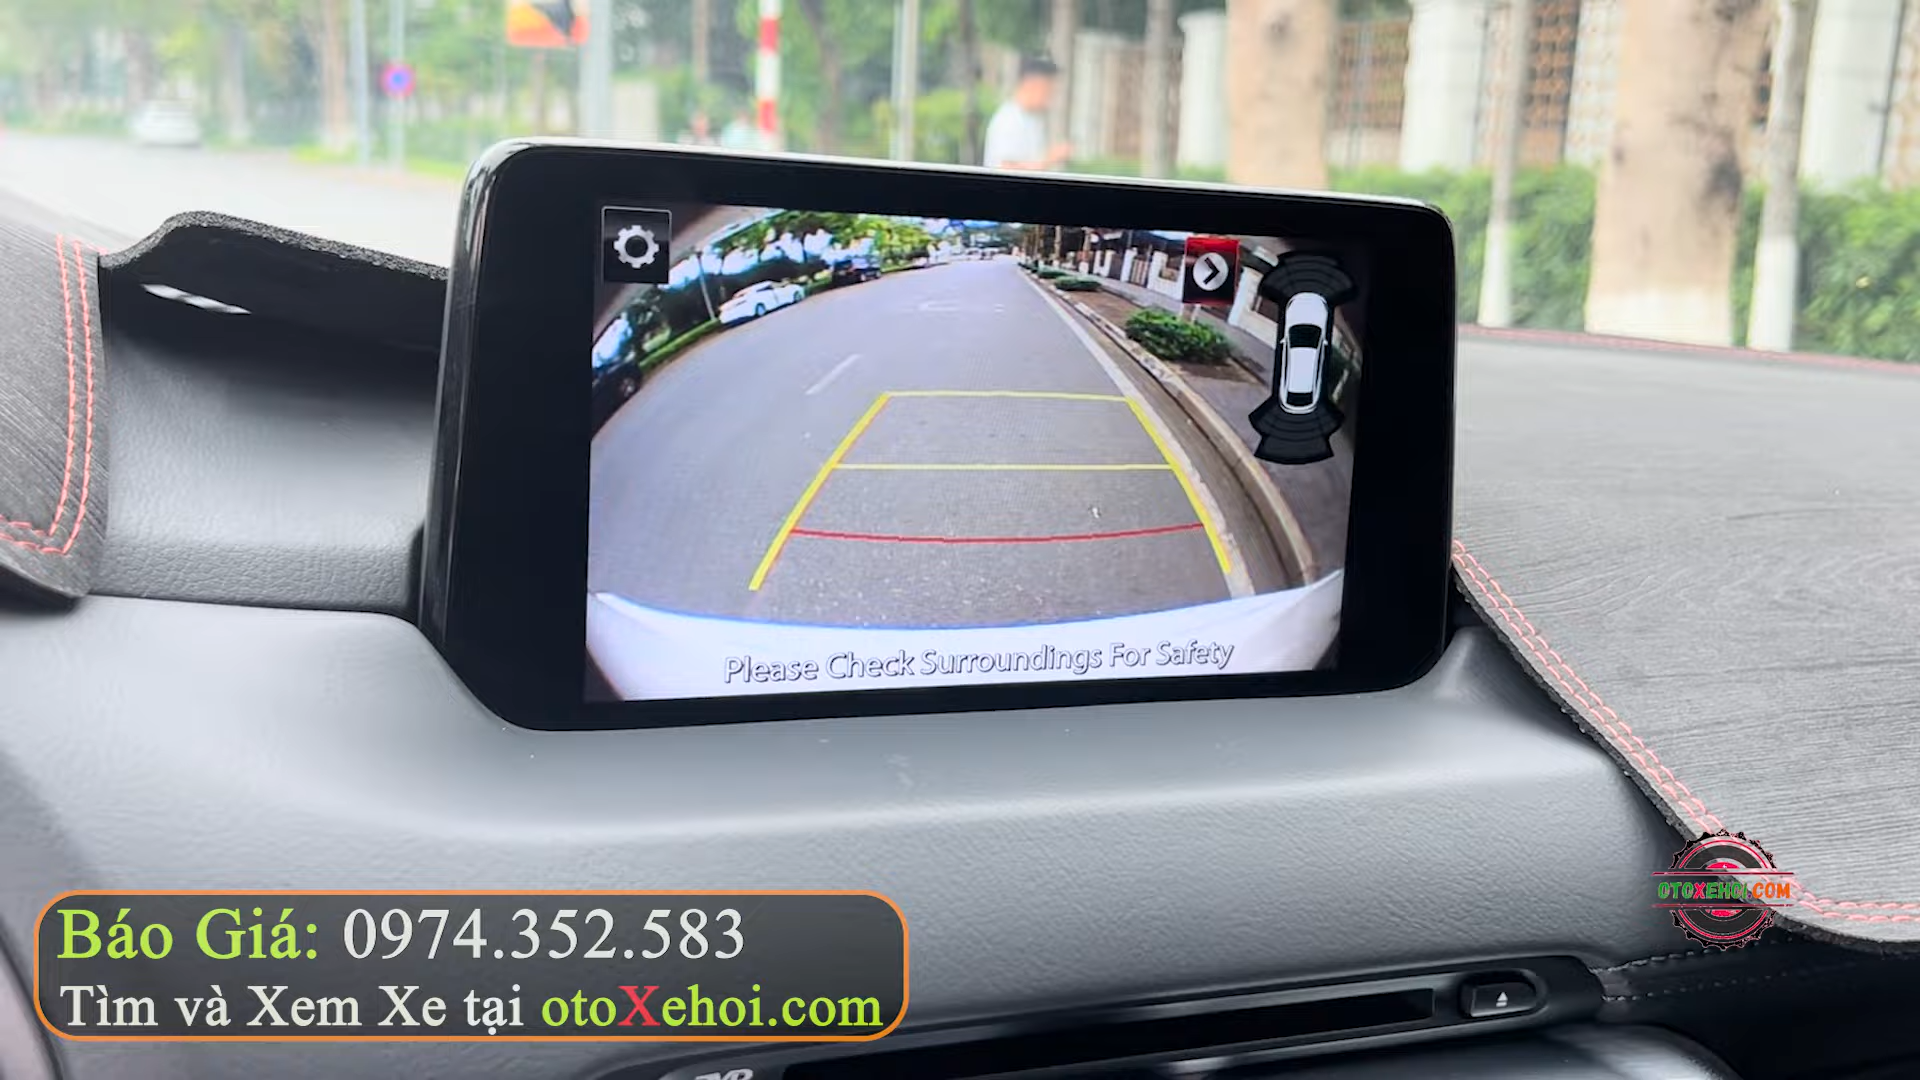 Please Check Surroundings For Safety
OTOXEHOI.COM
Báo Giá: 0974.352.583
Tìm và Xem Xe tại otoXehoi.com